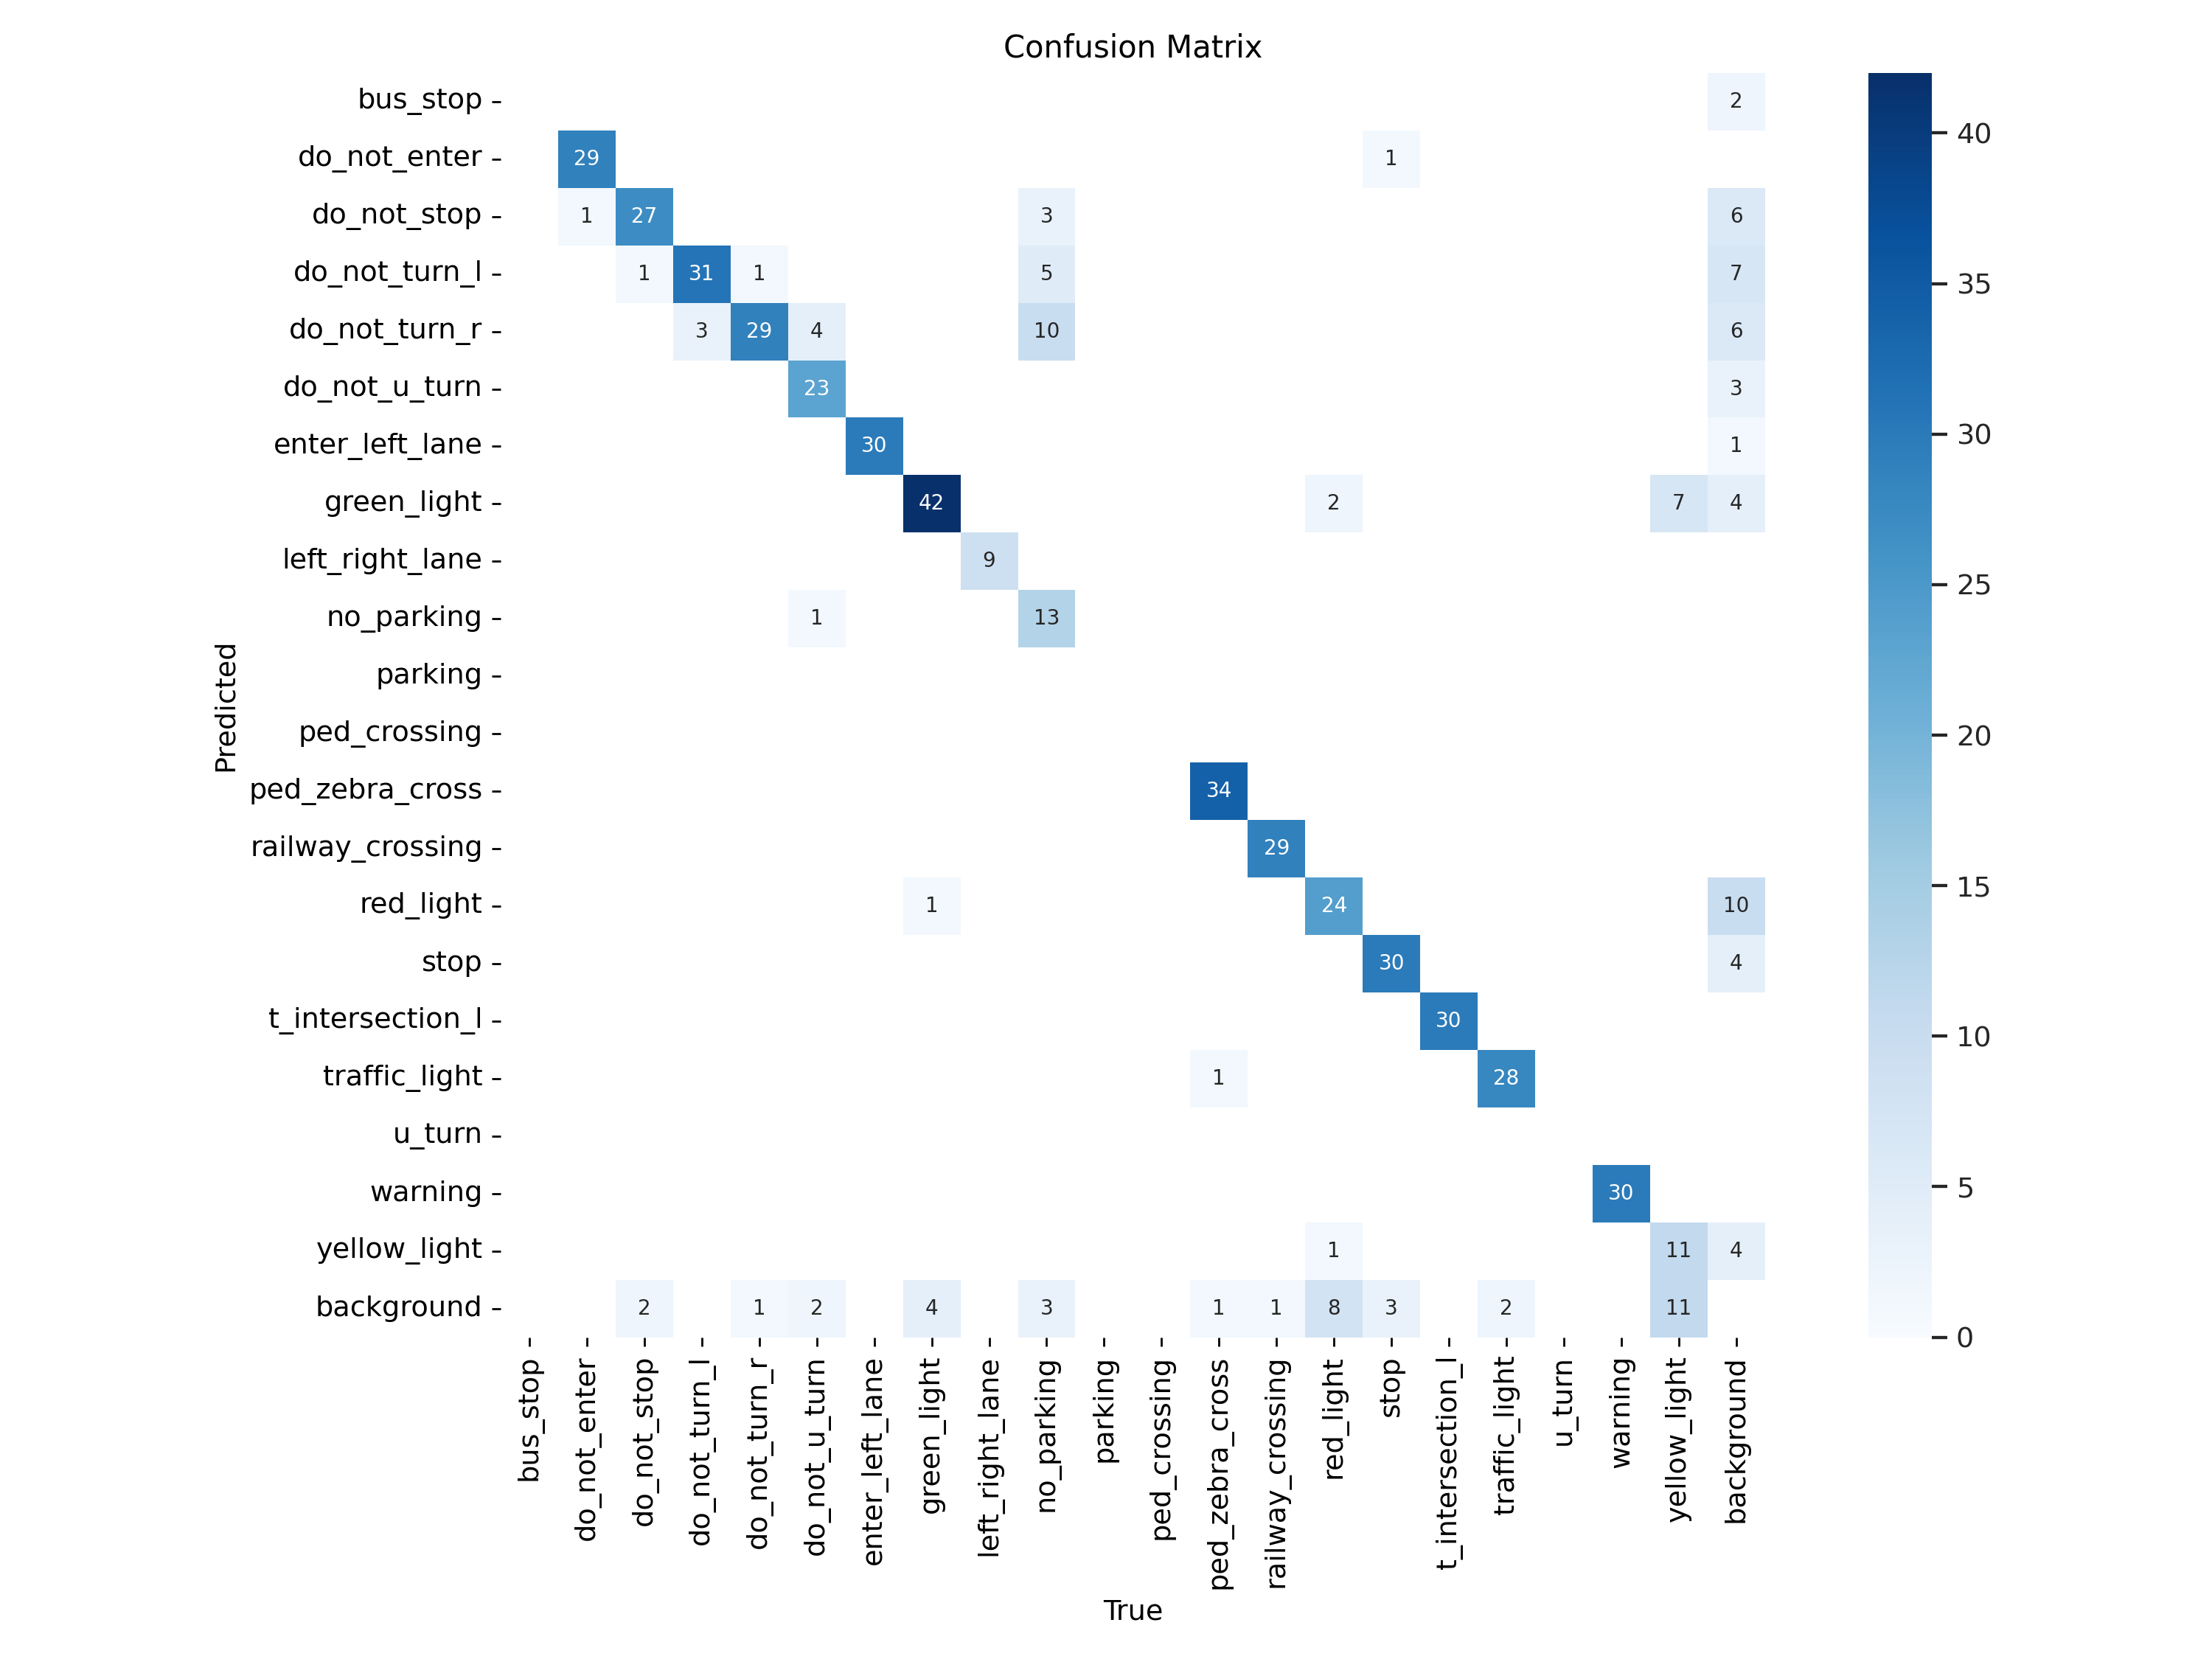 Confusion Matrix
bus_stop 2
do_not_enter 29 1
do_not_stop 1 27 3 6
do_not_turn_l 1 31 1 5 7
do_not_turn_r 3 29 4 10 6
do_not_u_turn 23 3
enter_left_lane 30 1
green_light 42 2 7 4
left_right_lane 9
no_parking 1 13
parking
ped_crossing
ped_zebra_cross 34
railway_crossing 29
red_light 1 24 10
stop 30 4
t_intersection_l 30
traffic_light 1 28
u_turn
warning 30
yellow_light 1 11 4
background 2 1 2 4 3 1 1 8 3 2 11
Predicted
bus_stop
do_not_enter
do_not_stop
do_not_turn_l
do_not_turn_r
do_not_u_turn
enter_left_lane
green_light
left_right_lane
no_parking
parking
ped_crossing
ped_zebra_cross
railway_crossing
red_light
stop
t_intersection_l
traffic_light
u_turn
warning
yellow_light
background
True
40
35
30
25
20
15
10
5
0